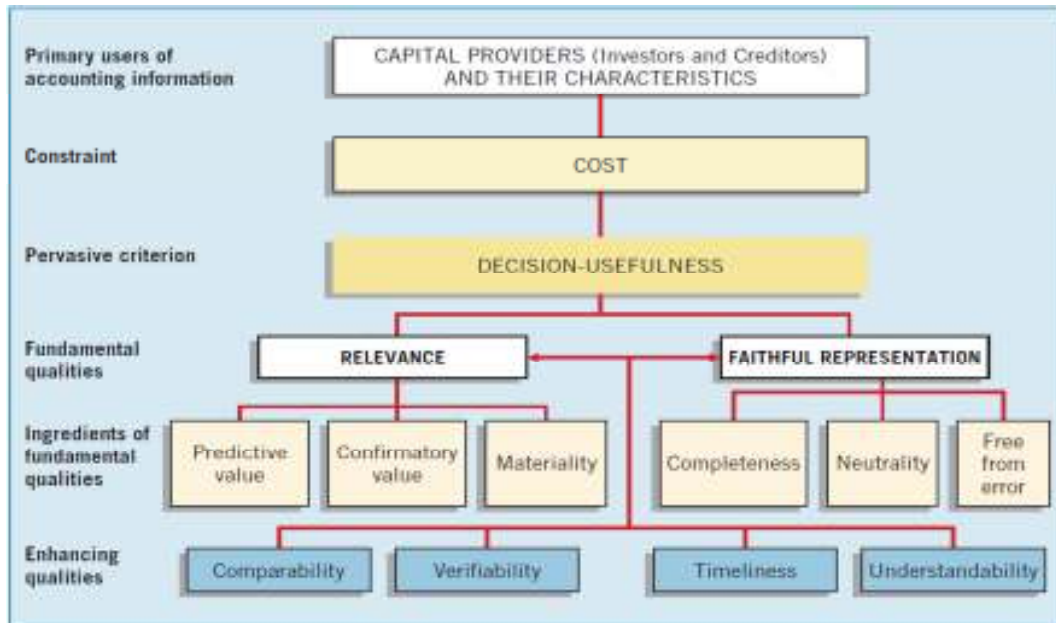 Primary users of
accounting information
CAPITAL PROVIDERS (Investors and Creditors)
AND THEIR CHARACTERISTICS
Constraint
COST
Pervasive criterion
DECISION-USEFULNESS
Fundamental
qualities
RELEVANCE
FAITHFUL REPRESENTATION
Ingredients of
fundamental
qualities
Predictive
value
Confirmatory
value
Materiality
Completeness
Neutrality
Free
from
error
Enhancing
qualities
Comparability
Verifiability
Timeliness
Understandability